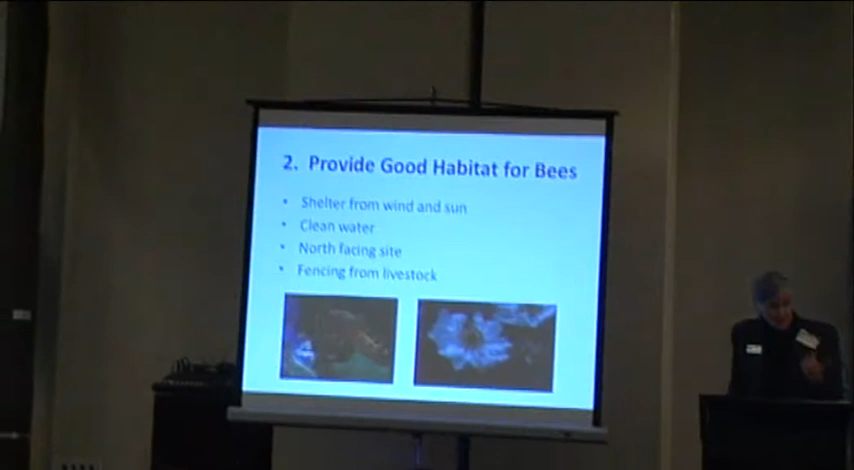 2. Provide Good Habitat for Bees
• Shelter from wind and sun
• Clean water
• North facing site
• Fencing from livestock